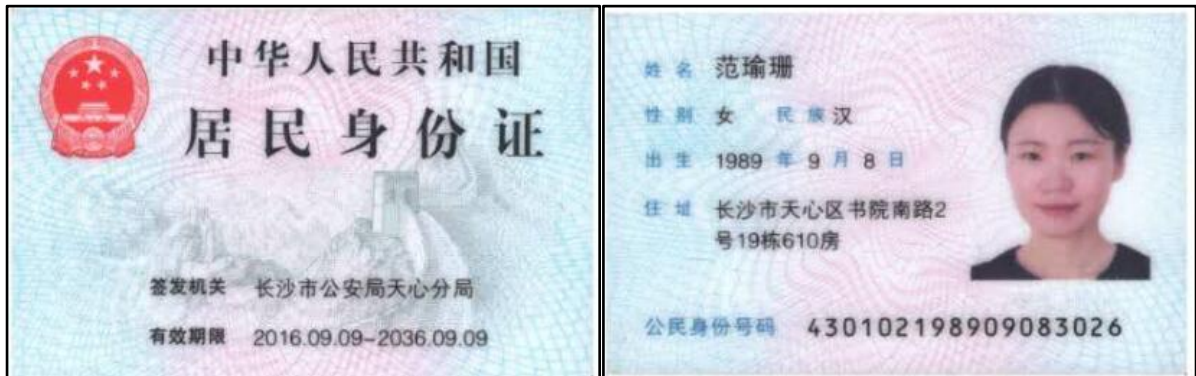 中华人民共和国
居民身份证
签发机关 长沙市公安局天心分局
有效期限 2016.09.09-2036.09.09
姓名 范瑜珊
性别 女 民族 汉
出生 1989 年 9 月 8 日
住址 长沙市天心区书院南路2
号19栋610房
公民身份号码 430102198909083026